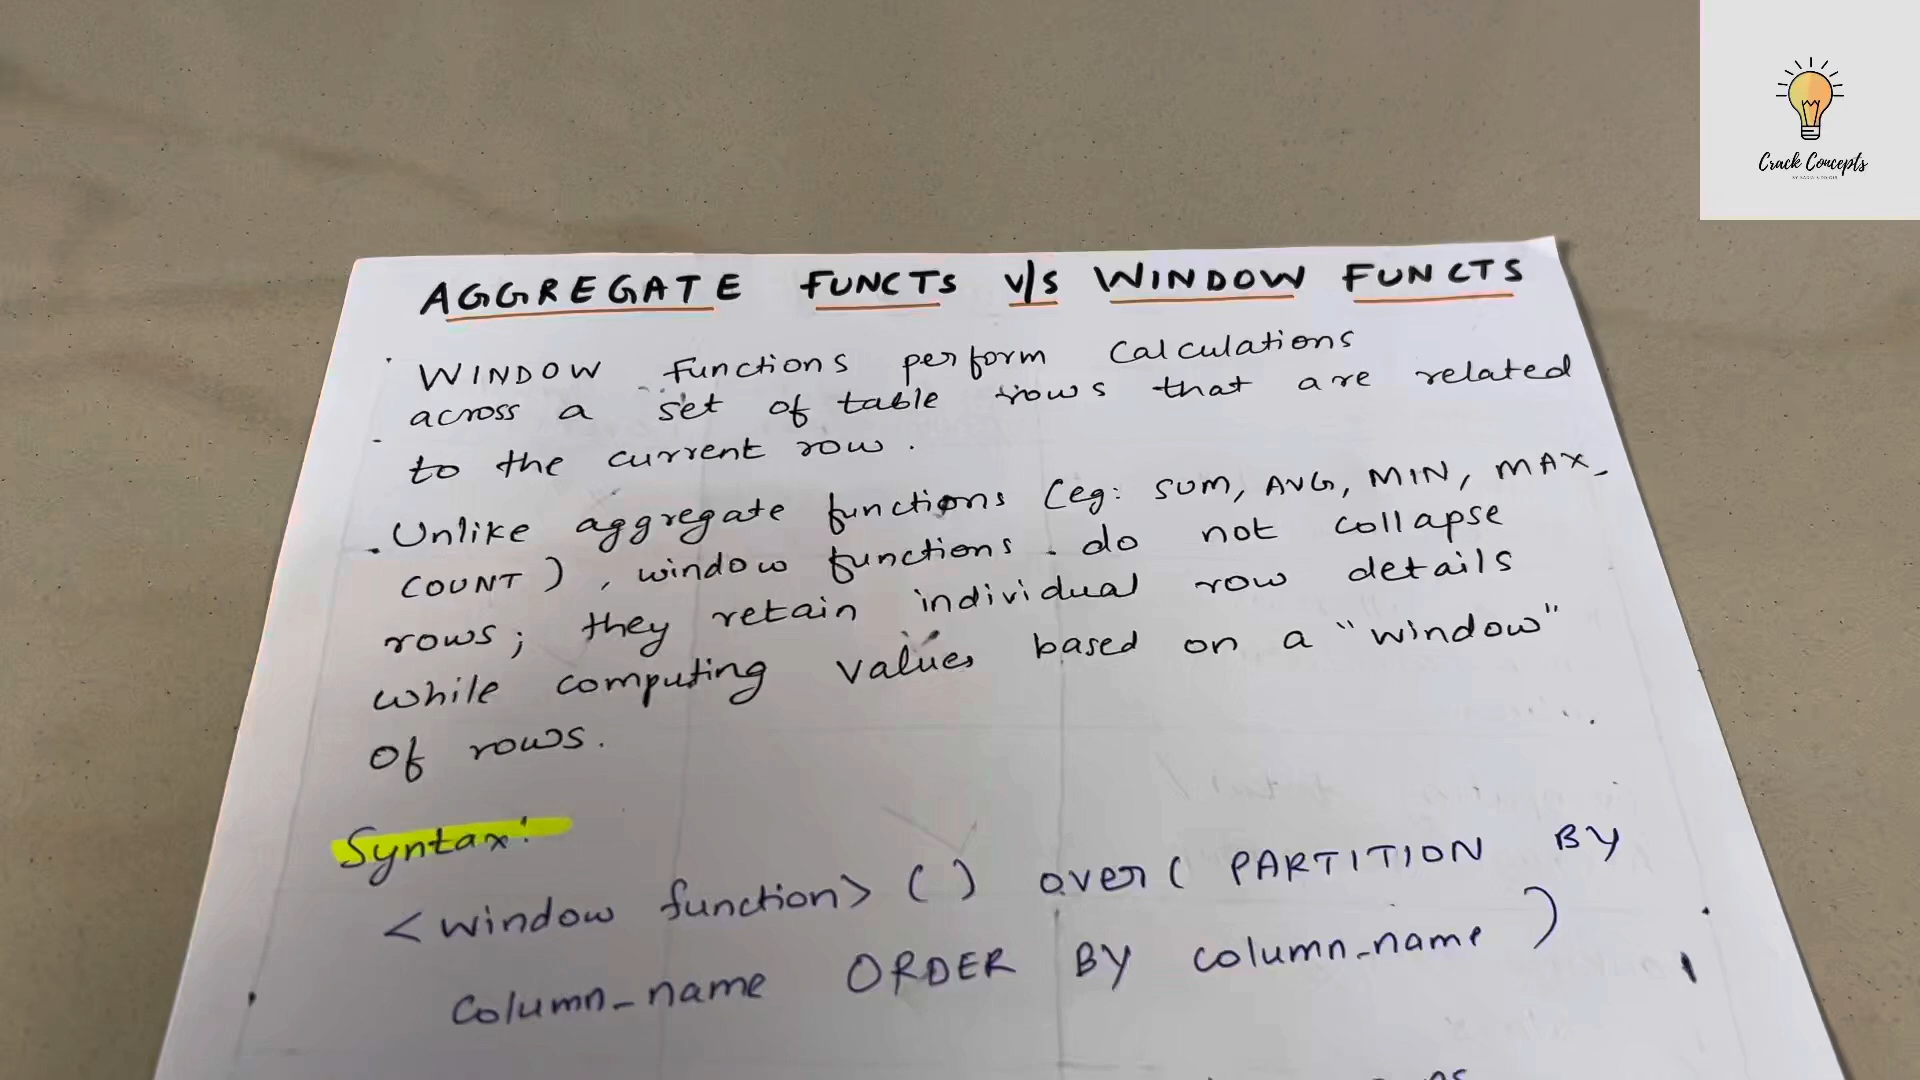 Crack Concepts
AGGREGATE FUNCTS V/S WINDOW FUNCTS
. WINDOW functions perform calculations
across a set of table rows that are related
to the current row.
. Unlike aggregate functions (eg: SUM, AVG, MIN, MAX,
COUNT), window functions do not collapse
rows; they retain individual row details
while computing values based on a "window"
of rows.
Syntax:
<window function> () over ( PARTITION BY
column_name ORDER BY column_name )